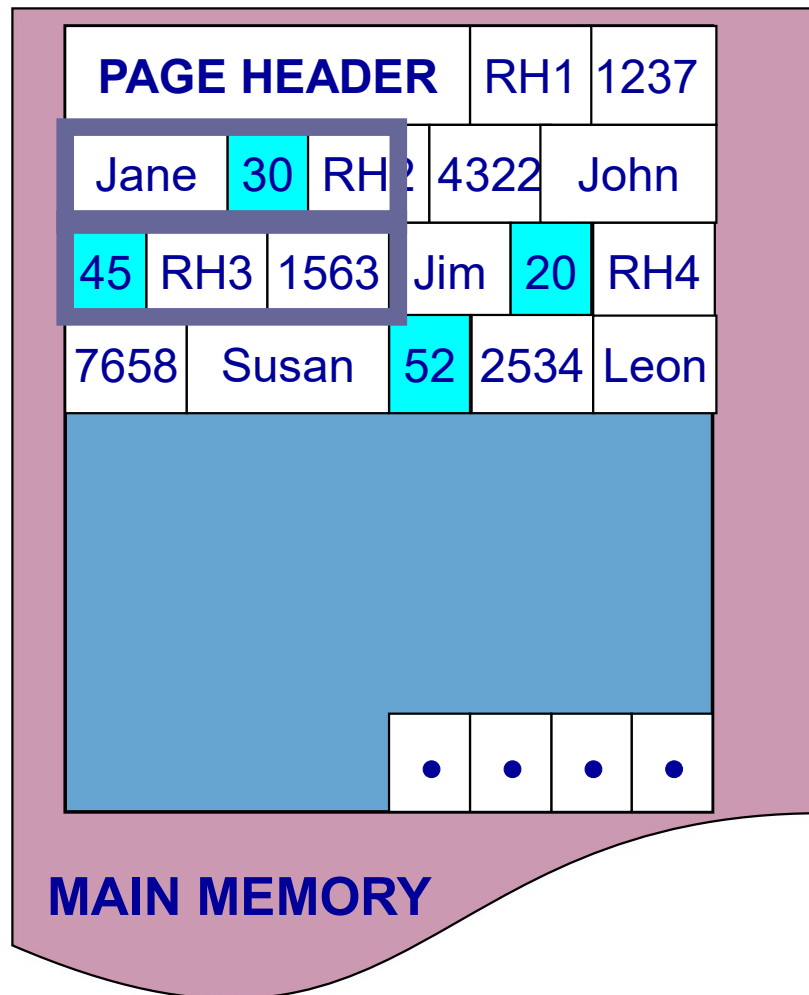 PAGE HEADER RH1 1237
Jane 30 RH2 4322 John
45 RH3 1563 Jim 20 RH4
7658 Susan 52 2534 Leon
• • • •
MAIN MEMORY